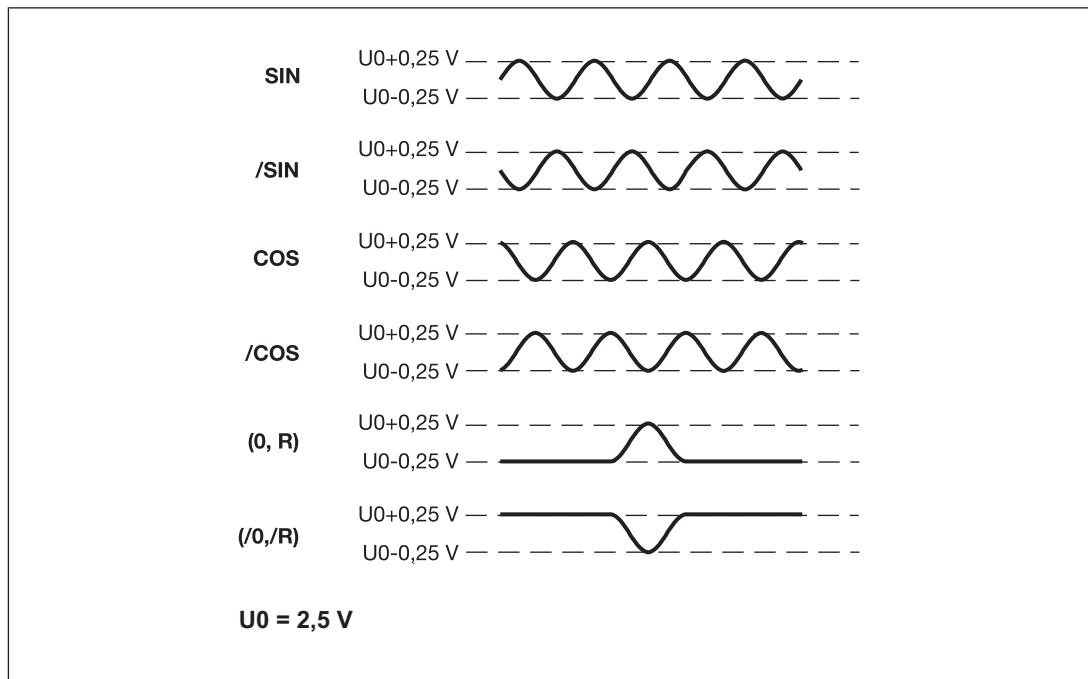 U0+0,25 V
SIN
U0-0,25 V
U0+0,25 V
/SIN
U0-0,25 V
U0+0,25 V
COS
U0-0,25 V
U0+0,25 V
/COS
U0-0,25 V
U0+0,25 V
(0, R)
U0-0,25 V
U0+0,25 V
(/0,/R)
U0-0,25 V
U0 = 2,5 V